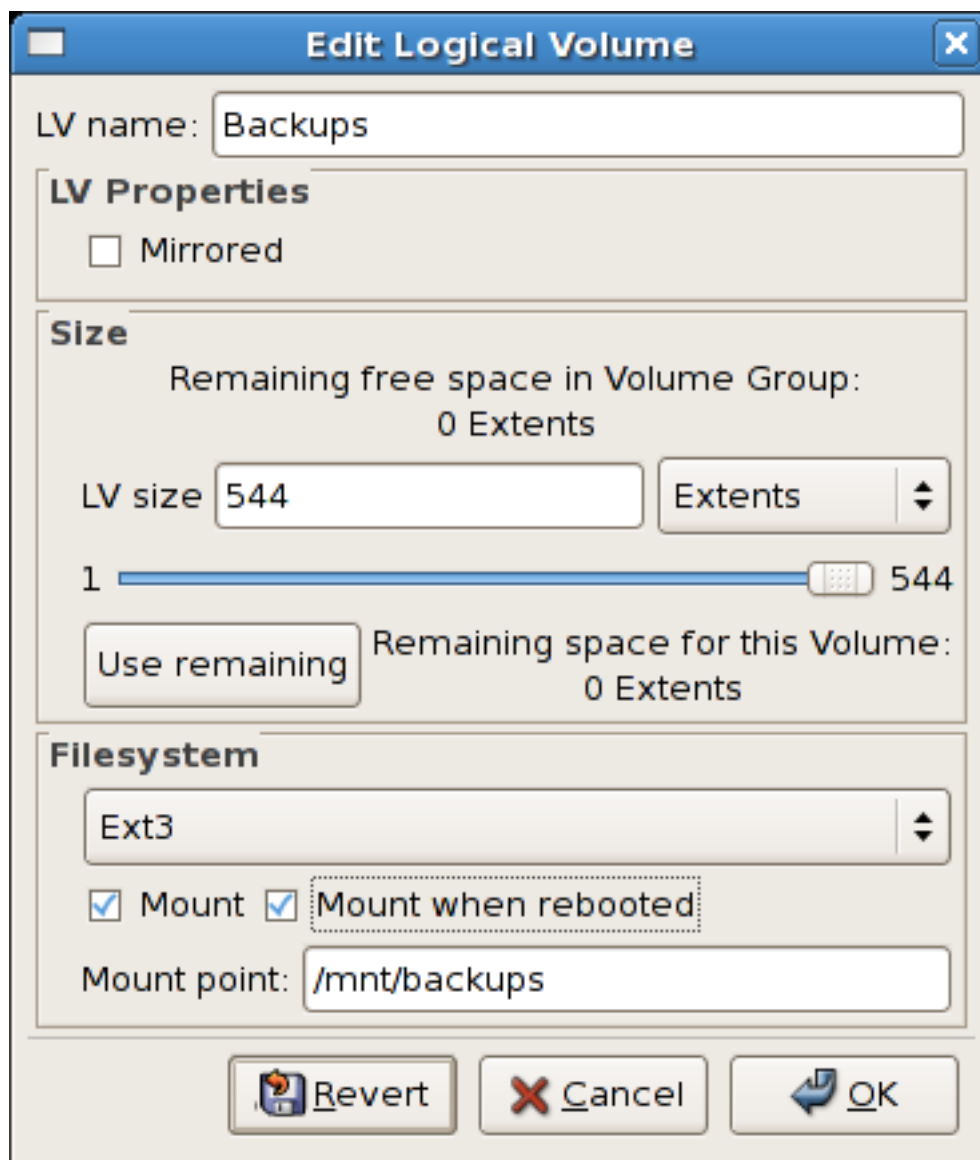 Edit Logical Volume
LV name: Backups
LV Properties
Mirrored
Size
Remaining free space in Volume Group:
0 Extents
LV size 544 Extents
1 544
Use remaining
Remaining space for this Volume:
0 Extents
Filesystem
Ext3
Mount Mount when rebooted
Mount point: /mnt/backups
Revert Cancel OK